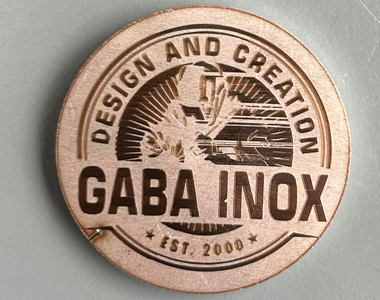 DESIGN AND CREATION
GABA INOX
EST. 2000